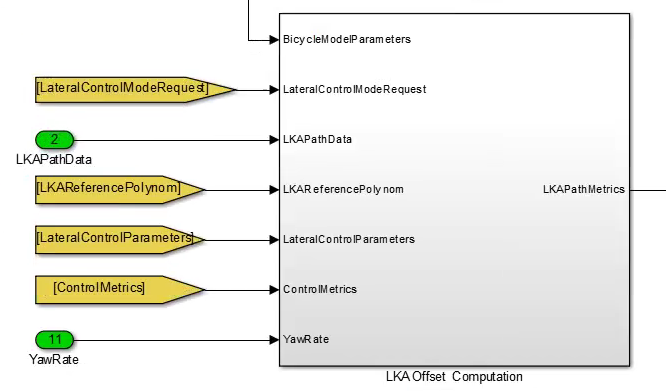 BicycleModelParameters
[LateralControlModeRequest]
LateralControlModeRequest
2
LKAPathData
LKAPathData
[LKAReferencePolynom]
LKAReferencePolynom
LKAPathMetrics
[LateralControlParameters]
LateralControlParameters
[ControlMetrics]
ControlMetrics
11
YawRate
YawRate
LKA Offset Computation